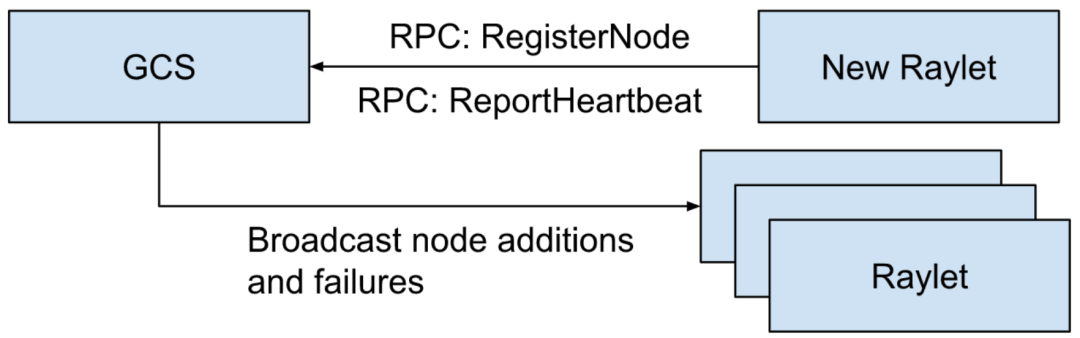 RPC: RegisterNode
GCS
New Raylet
RPC: ReportHeartbeat
Broadcast node additions
and failures
Raylet